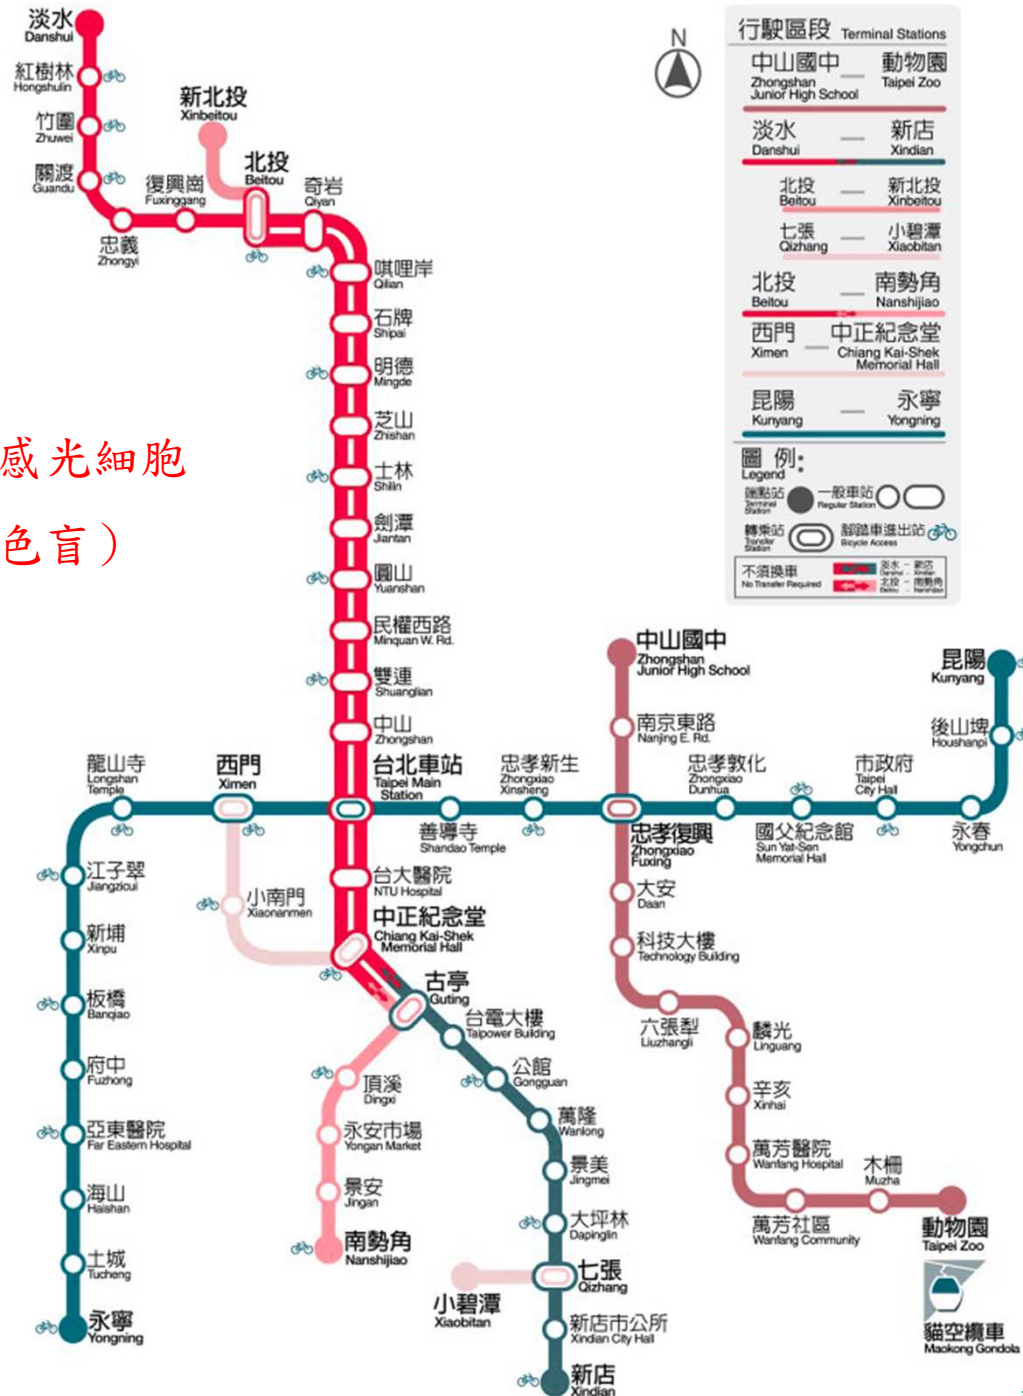 淡水
Danshui
紅樹林
Hongshulin
竹圍
Zhuwei
關渡
Guandu
忠義
Zhongyi
復興崗
Fuxinggang
新北投
Xinbeitou
北投
Beitou
奇岩
Qiyan
唭哩岸
Qilian
石牌
Shipai
明德
Mingde
芝山
Zhishan
士林
Shilin
劍潭
Jiantan
圓山
Yuanshan
民權西路
Minquan W. Rd.
雙連
Shuanglian
中山
Zhongshan
感光細胞
色盲）
N
行駛區段 Terminal Stations
中山國中 — 動物園
Zhongshan Taipei Zoo
Junior High School
淡水 — 新店
Danshui Xindian
北投 — 新北投
Beitou Xinbeitou
七張 — 小碧潭
Qizhang Xiaobitan
北投 — 南勢角
Beitou Nanshijiao
西門 — 中正紀念堂
Ximen Chiang Kai-Shek
Memorial Hall
昆陽 — 永寧
Kunyang Yongning
圖 例：
Legend
端點站 一般車站
Terminal Regular Station
Station
轉乘站 腳踏車進出站
Transfer Bicycle Access
Station
不須換車 淡水 - 新店
No Transfer Required Danshui - Xindian
北投 - 南勢角
Beitou - Nanshijiao
中山國中
Zhongshan
Junior High School
南京東路
Nanjing E. Rd.
昆陽
Kunyang
後山埤
Houshanpi
龍山寺
Longshan
Temple
西門
Ximen
台北車站
Taipei Main
Station
善導寺
Shandao Temple
忠孝新生
Zhongxiao
Xinsheng
忠孝復興
Zhongxiao
Fuxing
忠孝敦化
Zhongxiao
Dunhua
國父紀念館
Sun Yat-Sen
Memorial Hall
市政府
Taipei
City Hall
永春
Yongchun
江子翠
Jiangzicui
新埔
Xinpu
板橋
Banqiao
府中
Fuzhong
亞東醫院
Far Eastern Hospital
海山
Haishan
土城
Tucheng
永寧
Yongning
小南門
Xiaonanmen
台大醫院
NTU Hospital
中正紀念堂
Chiang Kai-Shek
Memorial Hall
古亭
Guting
台電大樓
Taipower Building
公館
Gongguan
萬隆
Wanlong
景美
Jingmei
大坪林
Dapinglin
七張
Qizhang
小碧潭
Xiaobitan
新店市公所
Xindian City Hall
新店
Xindian
頂溪
Dingxi
永安市場
Yongan Market
景安
Jingan
南勢角
Nanshijiao
大安
Daan
科技大樓
Technology Building
六張犁
Liuzhangli
麟光
Linguang
辛亥
Xinhai
萬芳醫院
Wanfang Hospital
萬芳社區
Wanfang Community
木柵
Muzha
動物園
Taipei Zoo
貓空纜車
Maokong Gondola